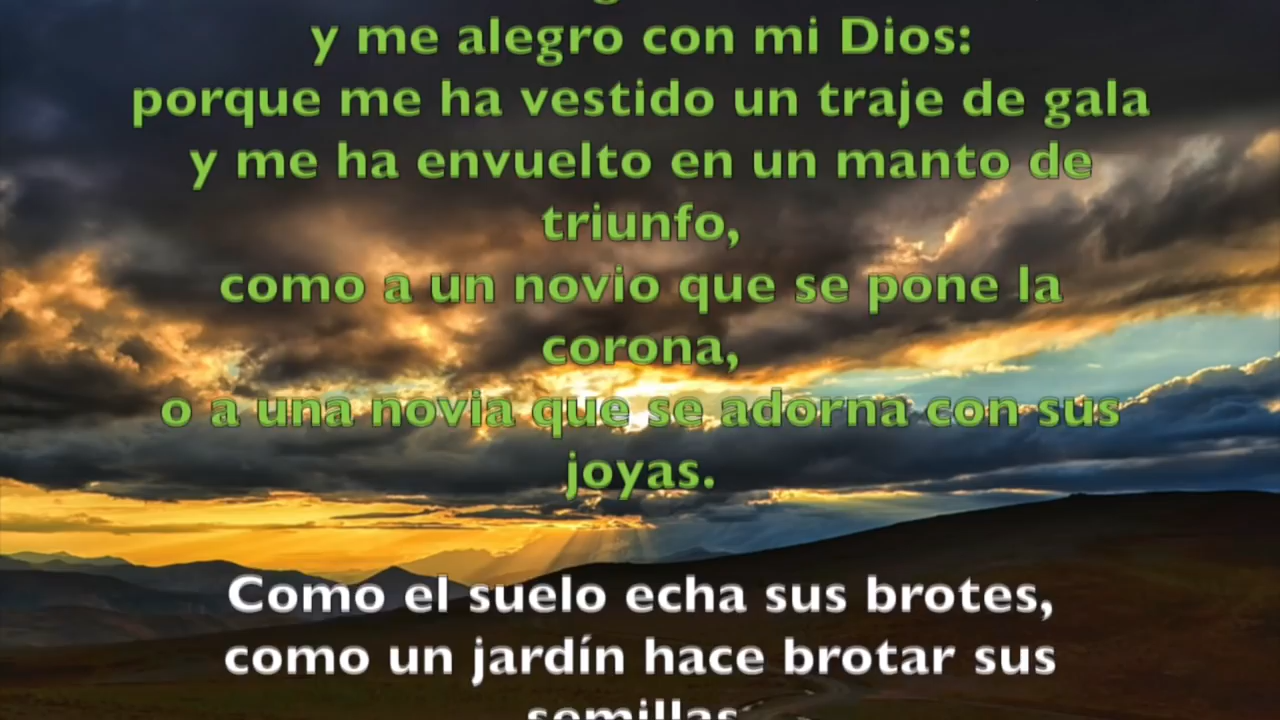 y me alegro con mi Dios:
porque me ha vestido un traje de gala
y me ha envuelto en un manto de
triunfo,
como a un novio que se pone la
corona,
o a una novia que se adorna con sus
joyas.
Como el suelo echa sus brotes,
como un jardín hace brotar sus
semillas